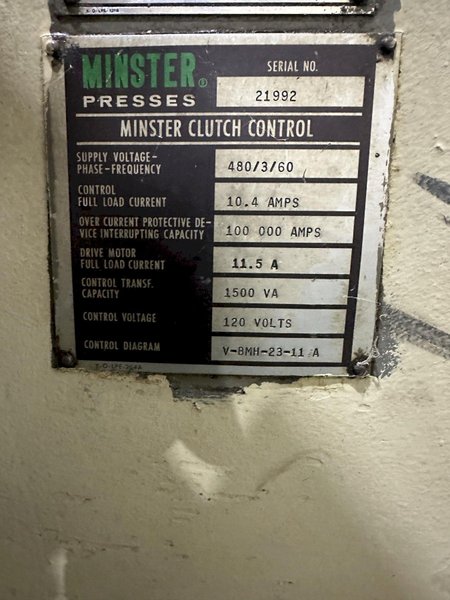 MINSTER®
PRESSES
SERIAL NO.
21992
MINSTER CLUTCH CONTROL
SUPPLY VOLTAGE-
PHASE-FREQUENCY
480/3/60
CONTROL
FULL LOAD CURRENT
10.4 AMPS
OVER CURRENT PROTECTIVE DE-
VICE INTERRUPTING CAPACITY
100 000 AMPS
DRIVE MOTOR
FULL LOAD CURRENT
11.5 A
CONTROL TRANSF.
CAPACITY
1500 VA
CONTROL VOLTAGE
120 VOLTS
CONTROL DIAGRAM
V-8MH-23-11 A